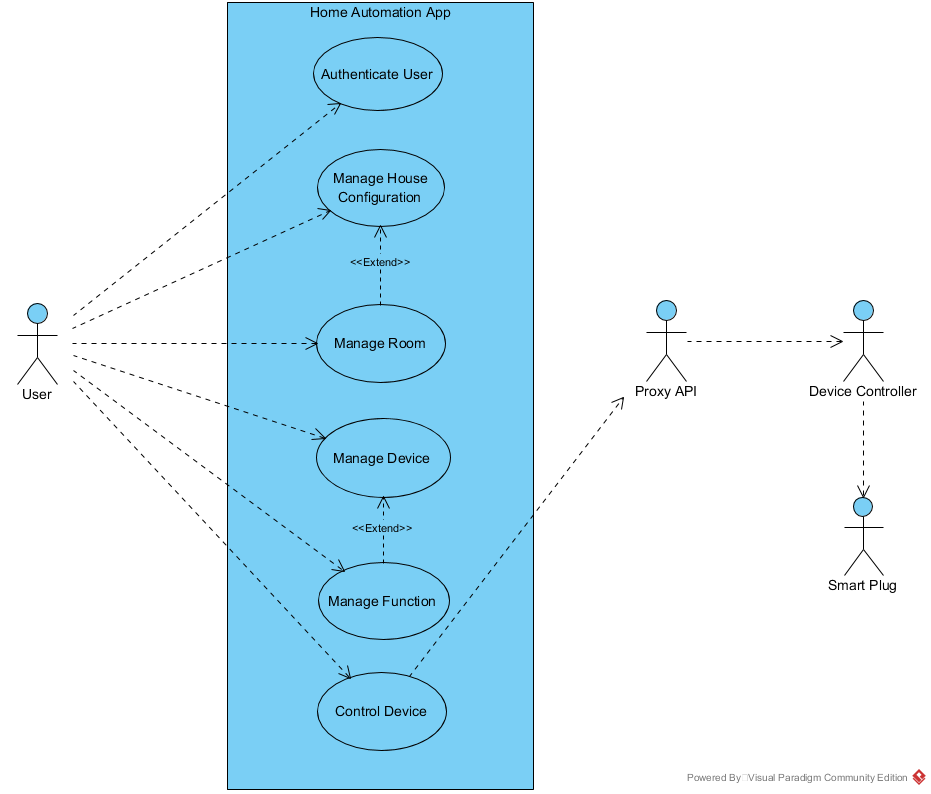 Home Automation App
Authenticate User
Manage House
Configuration
<<Extend>>
Manage Room
User
Proxy API
Device Controller
Manage Device
<<Extend>>
Smart Plug
Manage Function
Control Device
Powered By Visual Paradigm Community Edition